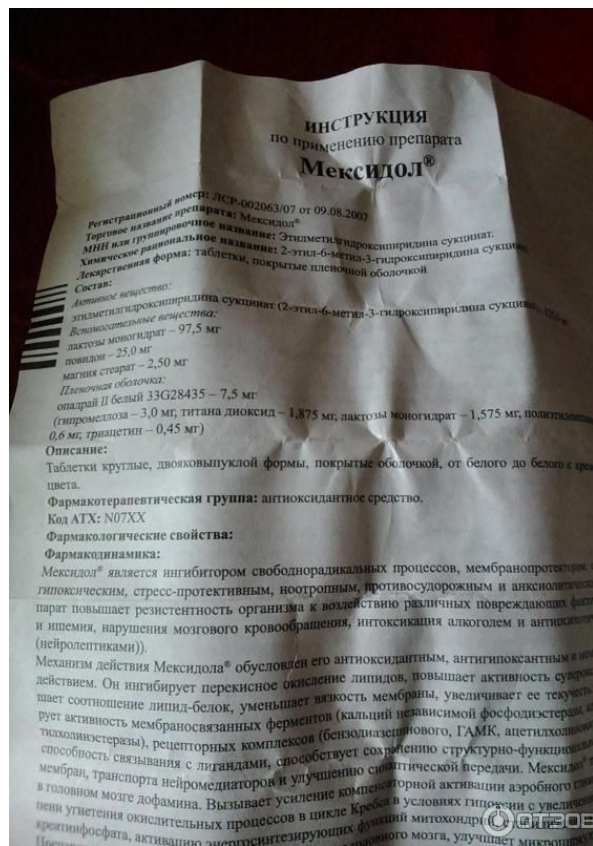 ИНСТРУКЦИЯ
по применению препарата
Мексидол®
Регистрационный номер: ЛСР-002063/07 от 09.08.2007
Торговое название препарата: Мексидол®
МНН или группировочное название: Этилметилгидроксипиридина сукцинат.
Химическое рациональное название: 2-этил-6-метил-3-гидроксипиридина сукцинат
Лекарственная форма: таблетки, покрытые пленочной оболочкой
Состав:
Активное вещество:
этилметилгидроксипиридина сукцинат (2-этил-6-метил-3-гидроксипиридина сукцинат)
Вспомогательные вещества:
лактозы моногидрат – 97,5 мг
повидон – 25,0 мг
магния стеарат – 2,50 мг
Пленочная оболочка:
опадрай II белый 33G28435 – 7,5 мг
(гипромеллоза – 3,0 мг, титана диоксид – 1,875 мг, лактозы моногидрат – 1,575 мг,
0,6 мг, триацетин – 0,45 мг)
Описание:
Таблетки круглые, двояковыпуклой формы, покрытые оболочкой, от белого до белого с
цвета.
Фармакотерапевтическая группа: антиоксидантное средство.
Код АТХ: N07XX
Фармакологические свойства:
Фармакодинамика:
Мексидол® является ингибитором свободнорадикальных процессов,
гипоксическим, стресс-протективным, ноотропным, противосудорожным и
парат повышает резистентность организма к воздействию различных повреждающих
и ишемия, нарушения мозгового кровообращения, интоксикация алкоголем и
(нейролептиками)).
Механизм действия Мексидола® обусловлен его антиоксидантным, антигипоксантным и
действием. Он ингибирует перекисное окисление липидов, повышает активность
шает соотношение липид-белок, уменьшает вязкость мембраны, увеличивает ее
рует активность мембраносвязанных ферментов (кальций независимой фосфодиэстеразы,
тилхолинэстеразы), рецепторных комплексов (бензодиазепинового, ГАМК,
способность связывания с лигандами, способствует сохранению
мембран, транспорта нейромедиаторов и улучшению синаптической передачи. Мексидол®
в головном мозге дофамина. Вызывает усиление компенсаторной активации аэробного
пени угнетения окислительных процессов в цикле Кребса в условиях гипоксии с
креатинфосфата, активацию энергосинтезирующих функций
мозга, улучшает
ОТЗОВ